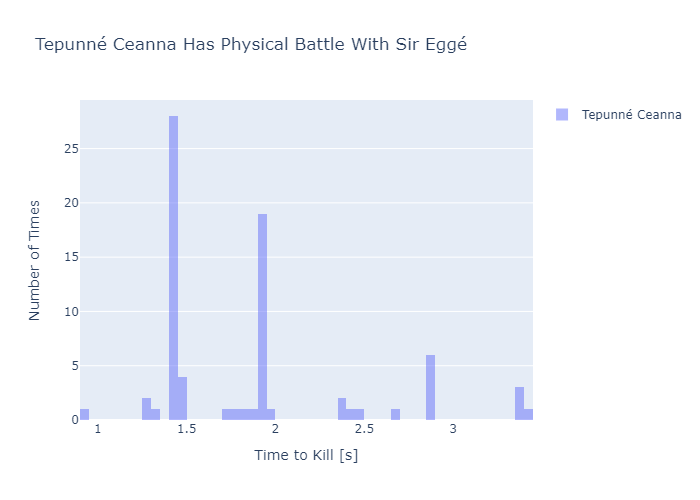 Tepunné Ceanna Has Physical Battle With Sir Eggé
Tepunné Ceanna
Number of Times
25
20
15
10
5
0
1
1.5
2
2.5
3
Time to Kill [s]